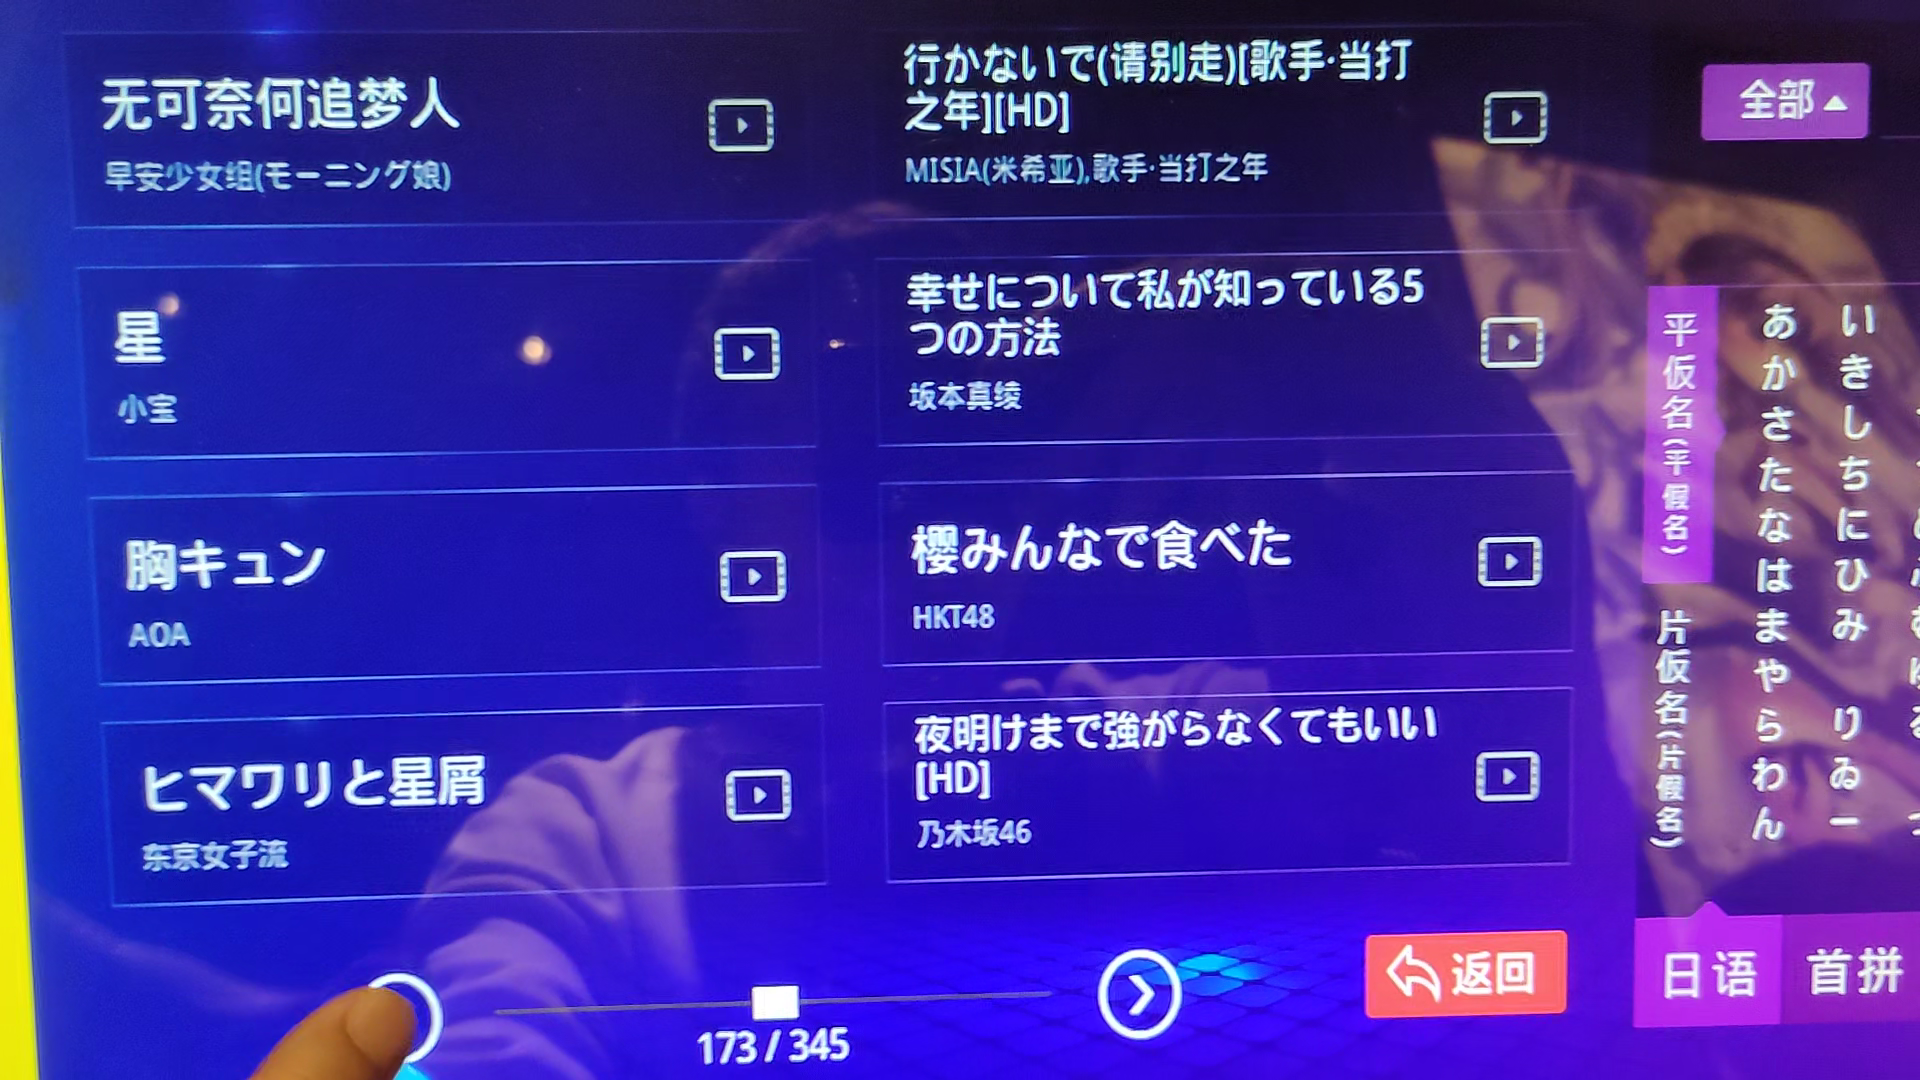 无可奈何追梦人
早安少女组(モーニング娘)
行かないで(请别走)[歌手·当打
之年][HD]
MISIA(米希亚),歌手·当打之年
星
小宝
幸せについて私が知っている5
つの方法
坂本真绫
胸キュン
AOA
樱みんなで食べた
HKT48
ヒマワリと星屑
东京女子流
夜明けまで強がらなくてもいい
[HD]
乃木坂46
173 / 345
返回
全部
平仮名(平假名)
片仮名(片假名)
あかさたなはまやらわん
いきしちにひみ り ゐー
日语
首拼